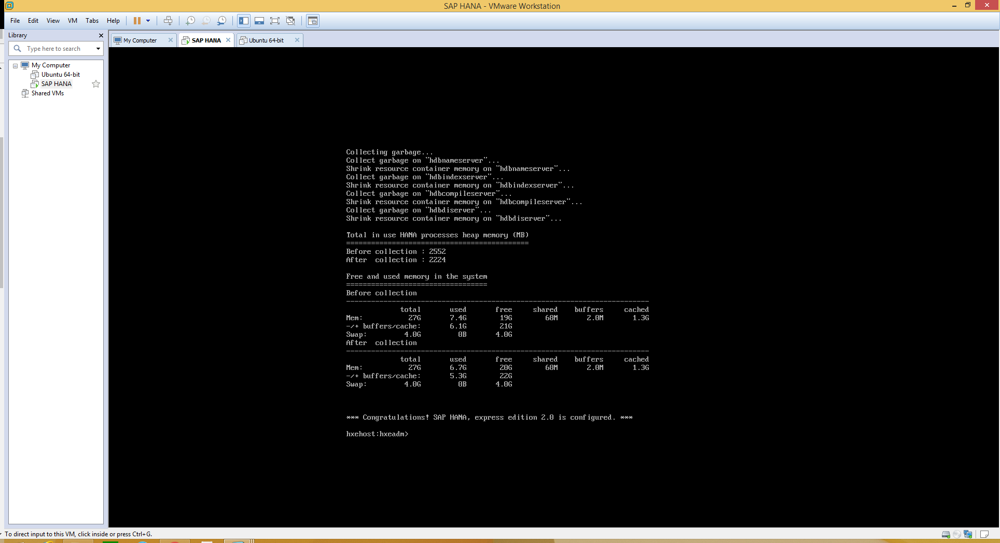 SAP HANA - VMware Workstation
File Edit View VM Tabs Help
Library
My Computer
SAP HANA
Ubuntu 64-bit
Type here to search
My Computer
Ubuntu 64-bit
SAP HANA
Shared VMs
Collecting garbage...
Collect garbage on "hdbnameserver"...
Shrink resource container memory on "hdbnameserver"...
Collect garbage on "hdbindexserver"...
Shrink resource container memory on "hdbindexserver"...
Collect garbage on "hdbcompileserver"...
Shrink resource container memory on "hdbcompileserver"...
Collect garbage on "hdbdiserver"...
Shrink resource container memory on "hdbdiserver"...
Total in use HANA processes heap memory (MB)
============================================
Before collection : 2552
After  collection : 2224
Free and used memory in the system
==================================
Before collection
-------------------------------------------------------------------------
             total       used       free     shared    buffers     cached
Mem:           27G       7.4G        19G        68M       2.0M       1.3G
-/+ buffers/cache:       6.1G        21G
Swap:         4.0G         0B       4.0G
After  collection
-------------------------------------------------------------------------
             total       used       free     shared    buffers     cached
Mem:           27G       6.7G        20G        68M       2.0M       1.3G
-/+ buffers/cache:       5.3G        22G
Swap:         4.0G         0B       4.0G
*** Congratulations! SAP HANA, express edition 2.0 is configured. ***
hxehost:hxeadm>
To direct input to this VM, click inside or press Ctrl+G.